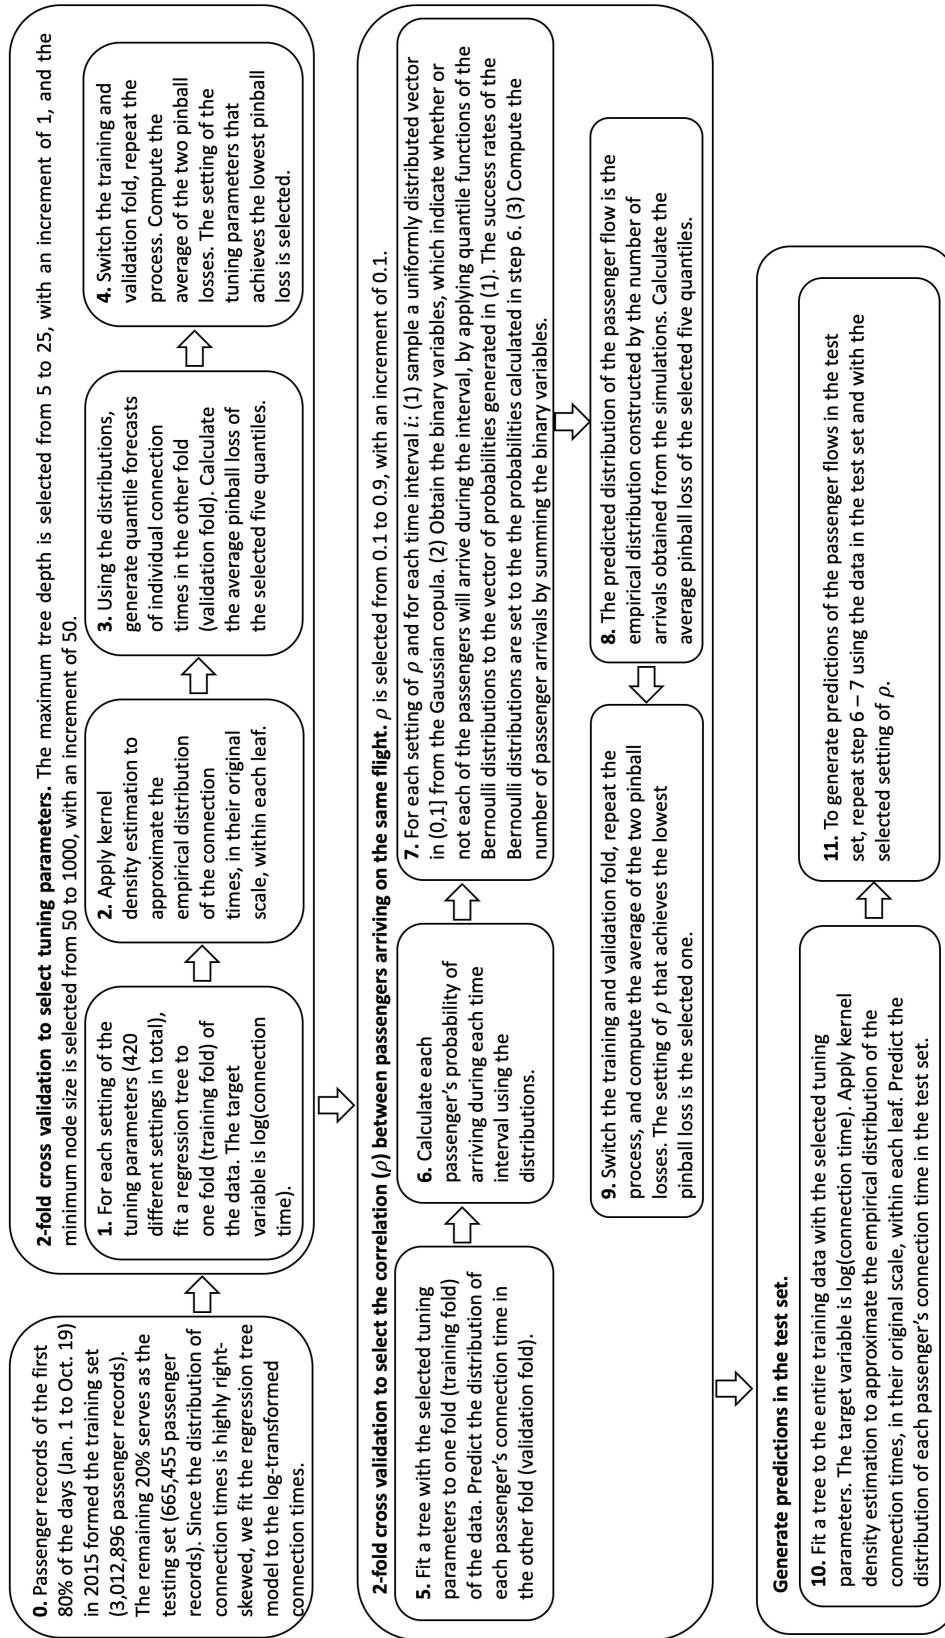 0. Passenger records of the first
80% of the days (Jan. 1 to Oct. 19)
in 2015 formed the training set
(3,012,896 passenger records).
The remaining 20% serves as the
testing set (665,455 passenger
records). Since the distribution of
connection times is highly right-
skewed, we fit the regression tree
model to the log-transformed
connection times.
2-fold cross validation to select tuning parameters. The maximum tree depth is selected from 5 to 25, with an increment of 1, and the
minimum node size is selected from 50 to 1000, with an increment of 50.
1. For each setting of the
tuning parameters (420
different settings in total),
fit a regression tree to
one fold (training fold) of
the data. The target
variable is log(connection
time).
2. Apply kernel
density estimation to
approximate the
empirical distribution
of the connection
times, in their original
scale, within each leaf.
3. Using the distributions,
generate quantile forecasts
of individual connection
times in the other fold
(validation fold). Calculate
the average pinball loss of
the selected five quantiles.
4. Switch the training and
validation fold, repeat the
process. Compute the
average of the two pinball
losses. The setting of the
tuning parameters that
achieves the lowest pinball
loss is selected.
2-fold cross validation to select the correlation (ρ) between passengers arriving on the same flight. ρ is selected from 0.1 to 0.9, with an increment of 0.1.
5. Fit a tree with the selected tuning
parameters to one fold (training fold)
of the data. Predict the distribution of
each passenger's connection time in
the other fold (validation fold).
6. Calculate each
passenger's probability of
arriving during each time
interval using the
distributions.
7. For each setting of ρ and for each time interval i: (1) sample a uniformly distributed vector
in (0,1] from the Gaussian copula. (2) Obtain the binary variables, which indicate whether or
not each of the passengers will arrive during the interval, by applying quantile functions of the
Bernoulli distributions to the vector of probabilities generated in (1). The success rates of the
Bernoulli distributions are set to the the probabilities calculated in step 6. (3) Compute the
number of passenger arrivals by summing the binary variables.
8. The predicted distribution of the passenger flow is the
empirical distribution constructed by the number of
arrivals obtained from the simulations. Calculate the
average pinball loss of the selected five quantiles.
9. Switch the training and validation fold, repeat the
process, and compute the average of the two pinball
losses. The setting of ρ that achieves the lowest
pinball loss is the selected one.
Generate predictions in the test set.
10. Fit a tree to the entire training data with the selected tuning
parameters. The target variable is log(connection time). Apply kernel
density estimation to approximate the empirical distribution of the
connection times, in their original scale, within each leaf. Predict the
distribution of each passenger's connection time in the test set.
11. To generate predictions of the passenger flows in the test
set, repeat step 6 – 7 using the data in the test set and with the
selected setting of ρ.